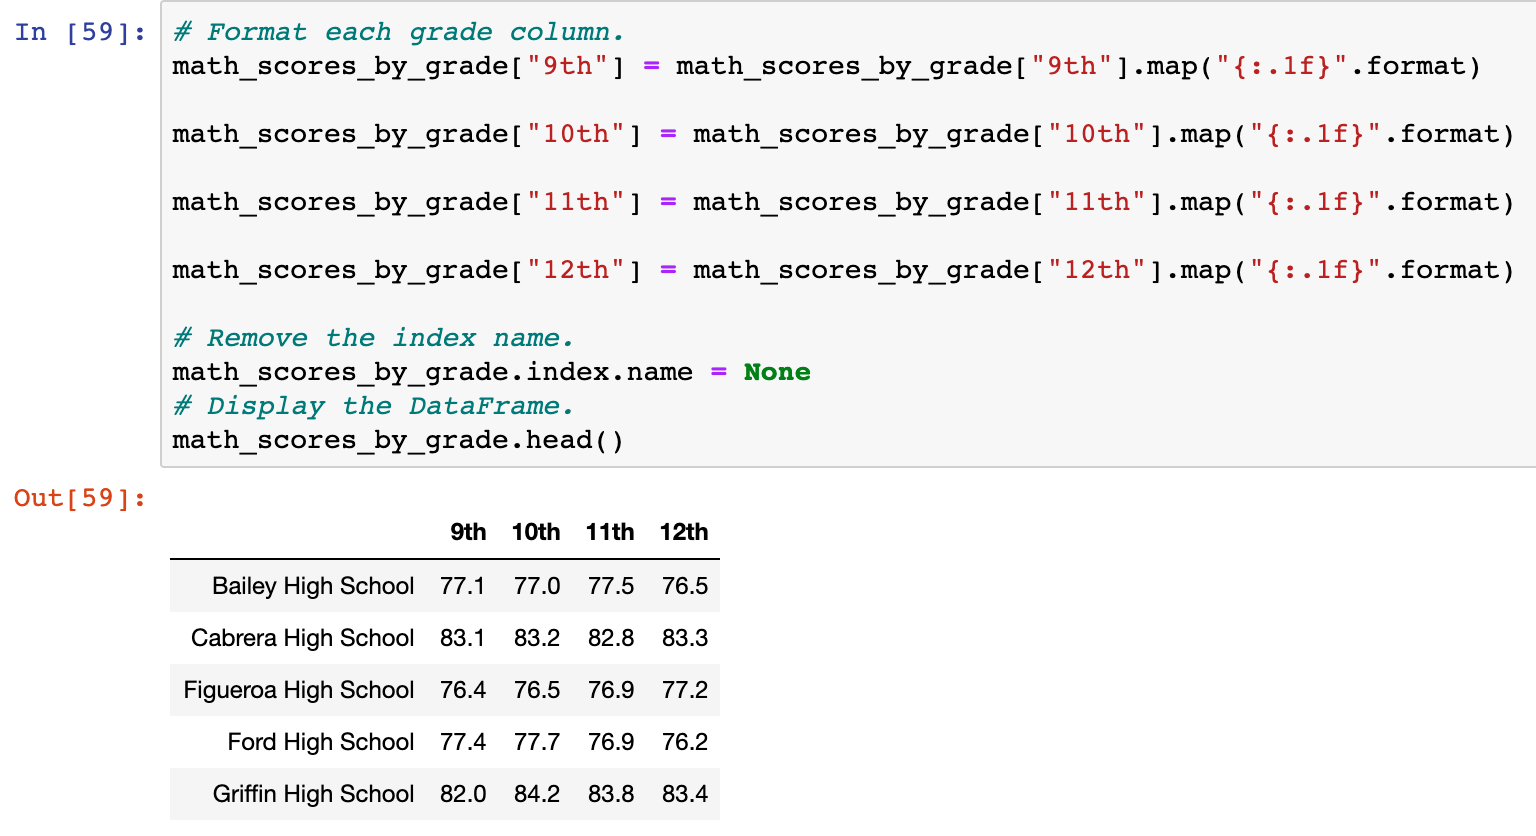 In [59]:
# Format each grade column.
math_scores_by_grade["9th"] = math_scores_by_grade["9th"].map("{:.1f}".format)
math_scores_by_grade["10th"] = math_scores_by_grade["10th"].map("{:.1f}".format)
math_scores_by_grade["11th"] = math_scores_by_grade["11th"].map("{:.1f}".format)
math_scores_by_grade["12th"] = math_scores_by_grade["12th"].map("{:.1f}".format)
# Remove the index name.
math_scores_by_grade.index.name = None
# Display the DataFrame.
math_scores_by_grade.head()
Out[59]:
9th 10th 11th 12th
Bailey High School 77.1 77.0 77.5 76.5
Cabrera High School 83.1 83.2 82.8 83.3
Figueroa High School 76.4 76.5 76.9 77.2
Ford High School 77.4 77.7 76.9 76.2
Griffin High School 82.0 84.2 83.8 83.4